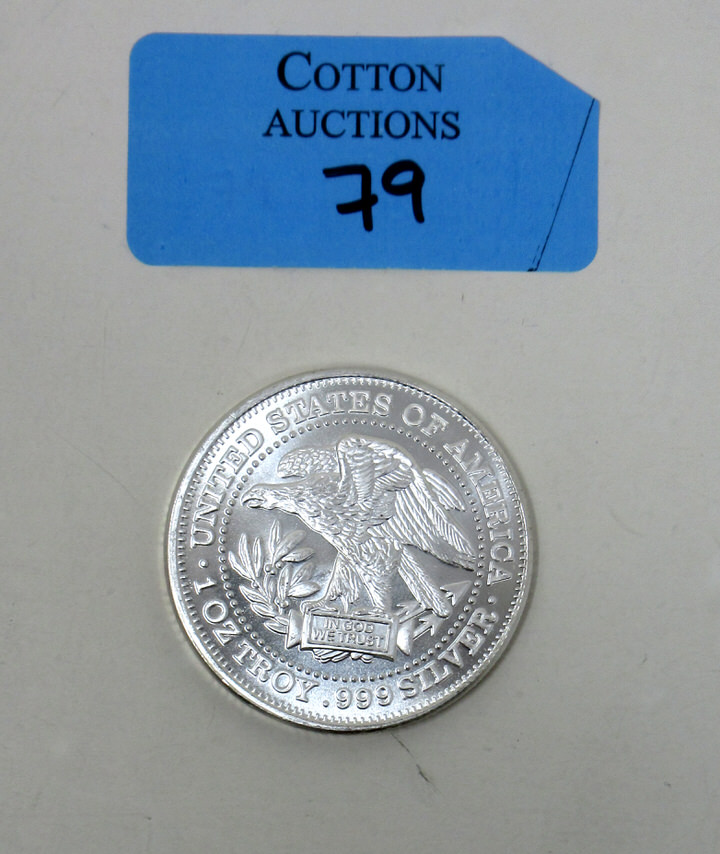 COTTON
AUCTIONS
79
UNITED STATES OF AMERICA
IN GOD
WE TRUST
· 1 OZ TROY .999 SILVER ·